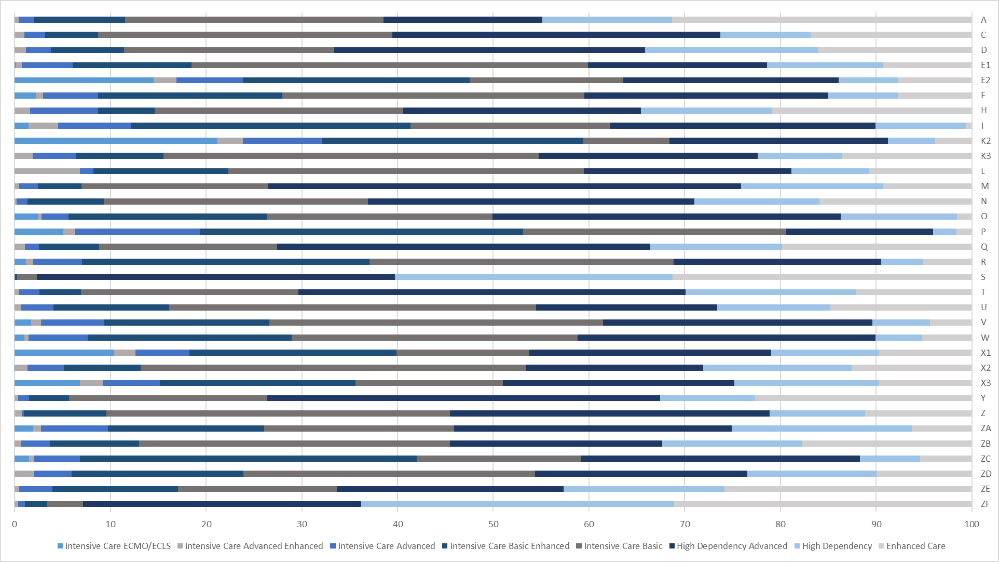 A
C
D
E1
E2
F
H
I
K2
K3
L
M
N
O
P
Q
R
S
T
U
V
W
X1
X2
X3
Y
Z
ZA
ZB
ZC
ZD
ZE
ZF
0 10 20 30 40 50 60 70 80 90 100
Intensive Care ECMO/ECLS Intensive Care Advanced Enhanced Intensive Care Advanced Intensive Care Basic Enhanced Intensive Care Basic High Dependency Advanced High Dependency Enhanced Care